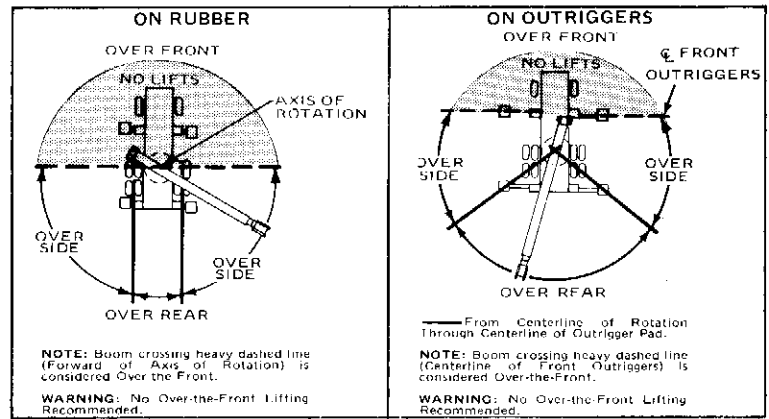 ON RUBBER
OVER FRONT
NO LIFTS
AXIS OF
ROTATION
OVER
SIDE
OVER
SIDE
OVER REAR
NOTE: Boom crossing heavy dashed line
(Forward of Axis of Rotation) is
considered Over the Front.
WARNING: No Over-the-Front Lifting
Recommended.
ON OUTRIGGERS
OVER FRONT
NO LIFTS
℄ FRONT
OUTRIGGERS
OVER
SIDE
OVER
SIDE
OVER REAR
From Centerline of Rotation
Through Centerline of Outrigger Pad.
NOTE: Boom crossing heavy dashed line
(Centerline of Front Outriggers) Is
considered Over-the-Front.
WARNING: No Over-the-Front Lifting
Recommended.